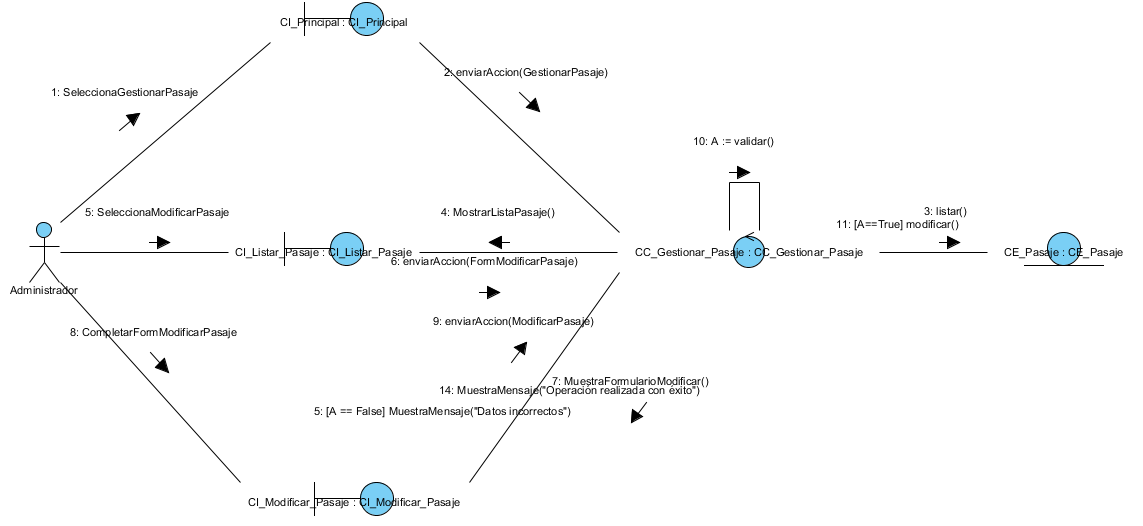 CI_Principal : CI_Principal
2: enviarAccion(GestionarPasaje)
1: SeleccionaGestionarPasaje
10: A := validar()
5: SeleccionaModificarPasaje
4: MostrarListaPasaje()
3: listar()
11: [A==True] modificar()
CI_Listar_Pasaje : CI_Listar_Pasaje
CC_Gestionar_Pasaje : CC_Gestionar_Pasaje
CE_Pasaje : CE_Pasaje
6: enviarAccion(FormModificarPasaje)
Administrador
9: enviarAccion(ModificarPasaje)
8: CompletarFormModificarPasaje
7: MuestraFormularioModificar()
14: MuestraMensaje("Operación realizada con éxito")
5: [A == False] MuestraMensaje("Datos incorrectos")
CI_Modificar_Pasaje : CI_Modificar_Pasaje